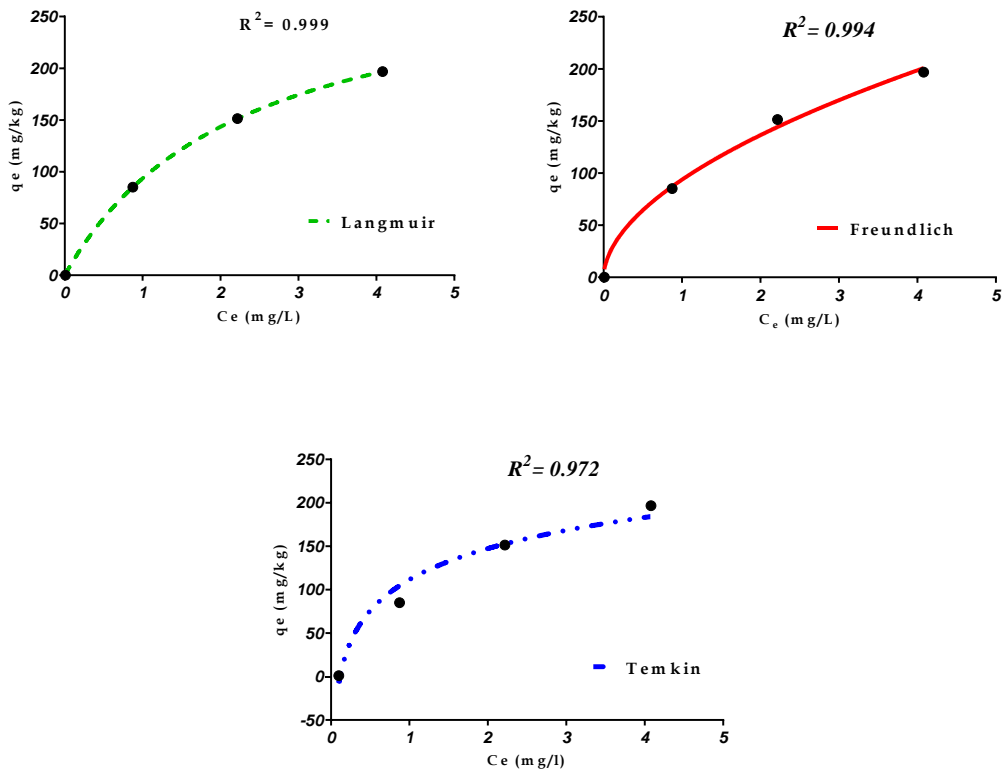 R² = 0.999
250
200
150
100
50
0
qe (mg/kg)
Langmuir
0 1 2 3 4 5
Ce (mg/L)
R² = 0.994
250
200
150
100
50
0
qe (mg/kg)
Freundlich
0 1 2 3 4 5
Cₑ (mg/L)
R² = 0.972
250
200
150
100
50
0
-50
qe (mg/kg)
Temkin
0 1 2 3 4 5
Ce (mg/l)